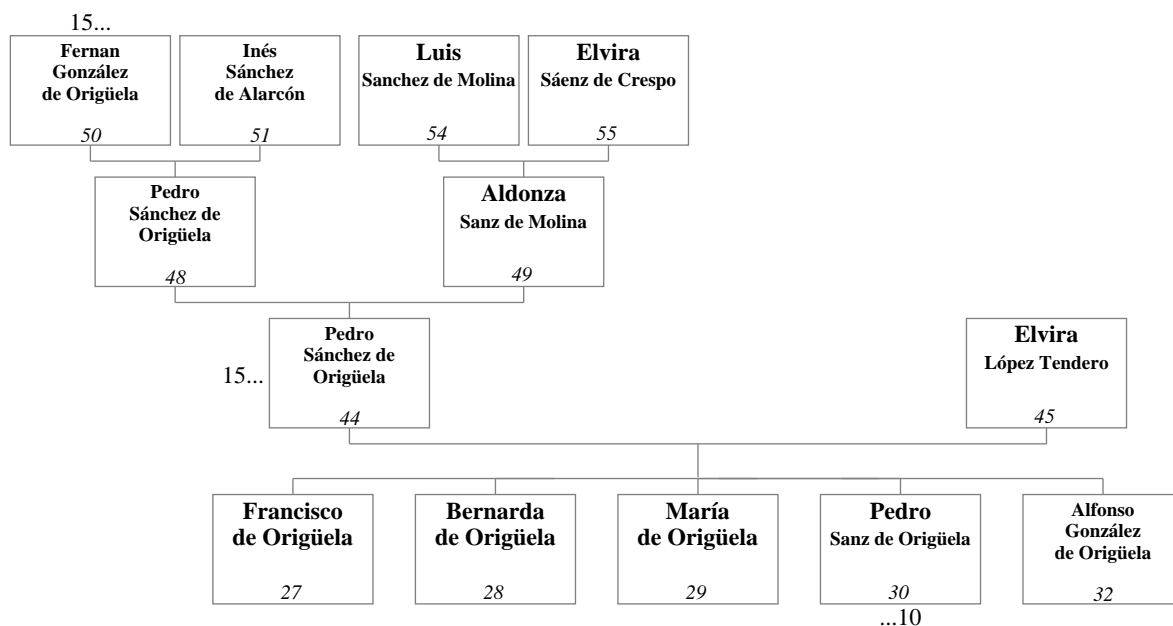 15...
Fernan
González
de Origüela
50
Inés
Sánchez
de Alarcón
51
Luis
Sanchez de Molina
54
Elvira
Sáenz de Crespo
55
Pedro
Sánchez de
Origüela
48
Aldonza
Sanz de Molina
49
15...
Pedro
Sánchez de
Origüela
44
Elvira
López Tendero
45
Francisco
de Origüela
27
Bernarda
de Origüela
28
María
de Origüela
29
Pedro
Sanz de Origüela
30
...10
Alfonso
González
de Origüela
32